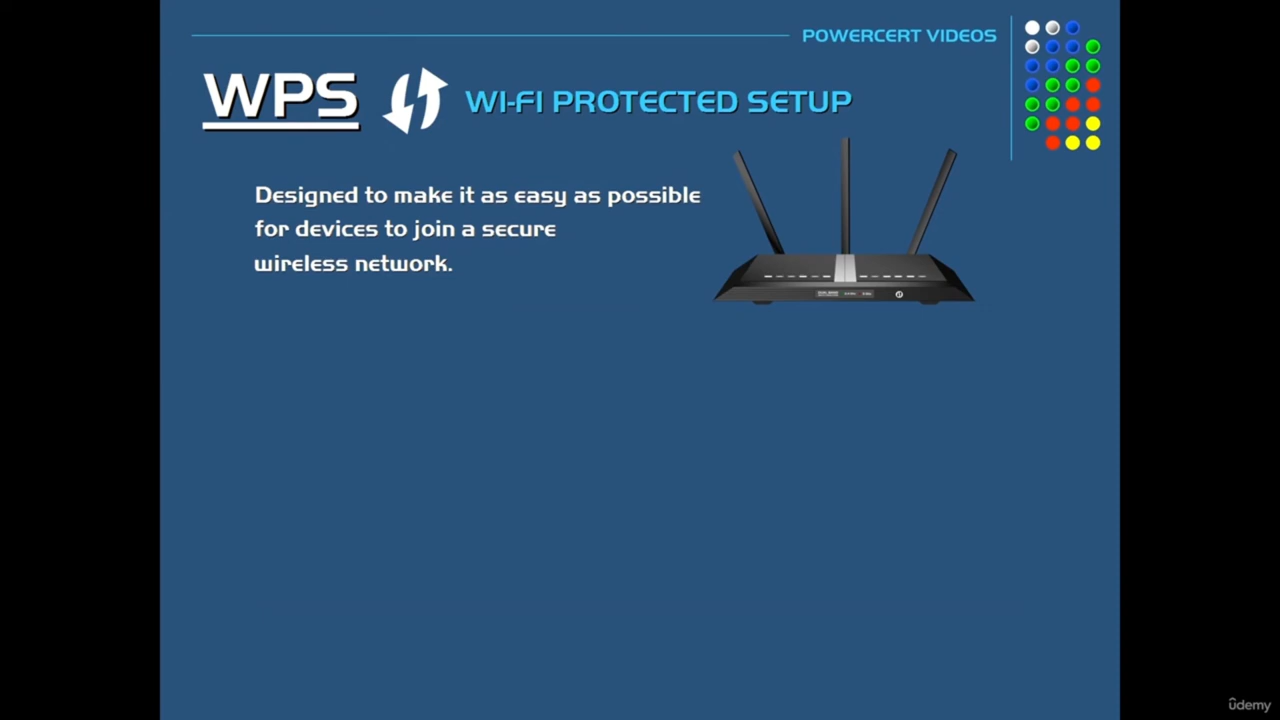 POWERCERT VIDEOS
WPS WI-FI PROTECTED SETUP
Designed to make it as easy as possible
for devices to join a secure
wireless network.
ûdemy